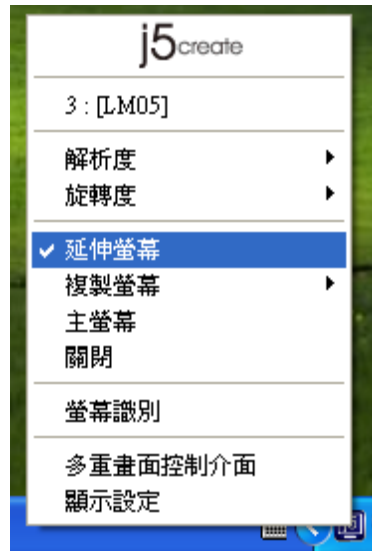 j5create
3 : [LM05]
解析度
旋轉度
延伸螢幕
複製螢幕
主螢幕
關閉
螢幕識別
多重畫面控制介面
顯示設定